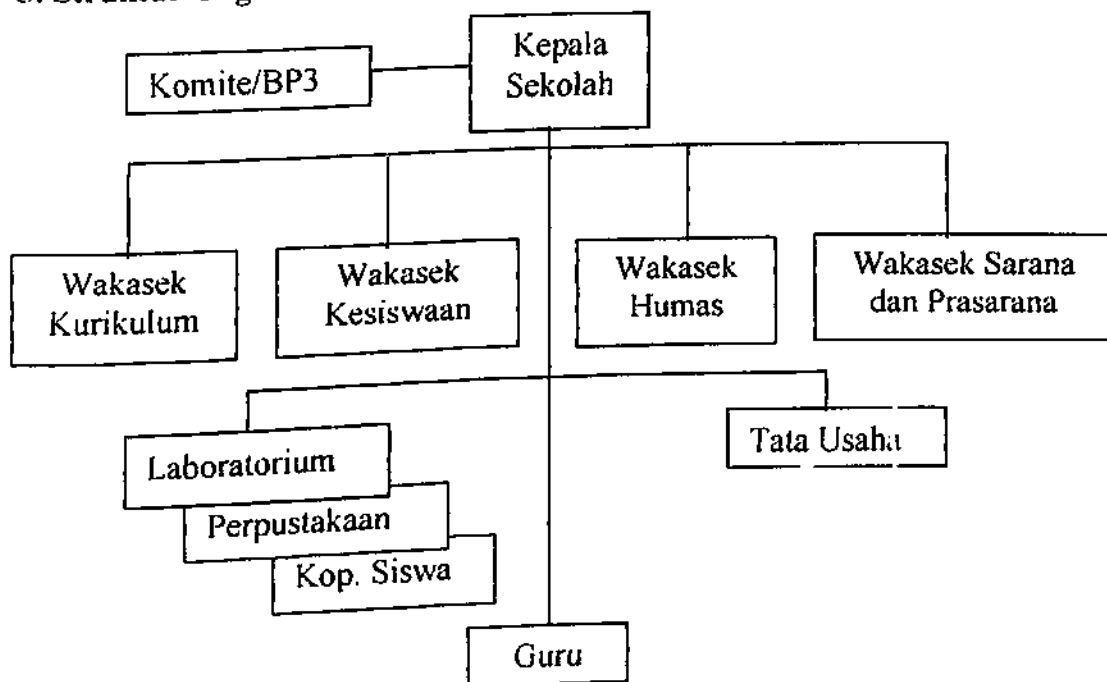 Kepala
Sekolah
Komite/BP3
Wakasek
Kurikulum
Wakasek
Kesiswaan
Wakasek
Humas
Wakasek Sarana
dan Prasarana
Laboratorium
Perpustakaan
Kop. Siswa
Tata Usaha
Guru